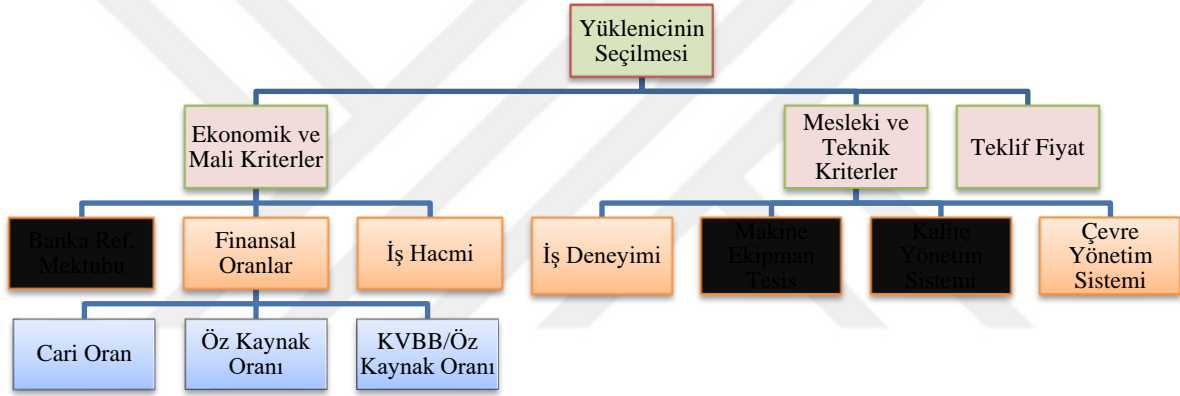 Yüklenicinin
Seçilmesi
Ekonomik ve
Mali Kriterler
Mesleki ve
Teknik
Kriterler
Teklif Fiyat
Banka Ref.
Mektubu
Finansal
Oranlar
İş Hacmi
İş Deneyimi
Makine
Ekipman
Tesis
Kalite
Yönetim
Sistemi
Çevre
Yönetim
Sistemi
Cari Oran
Öz Kaynak
Oranı
KVBB/Öz
Kaynak Oranı